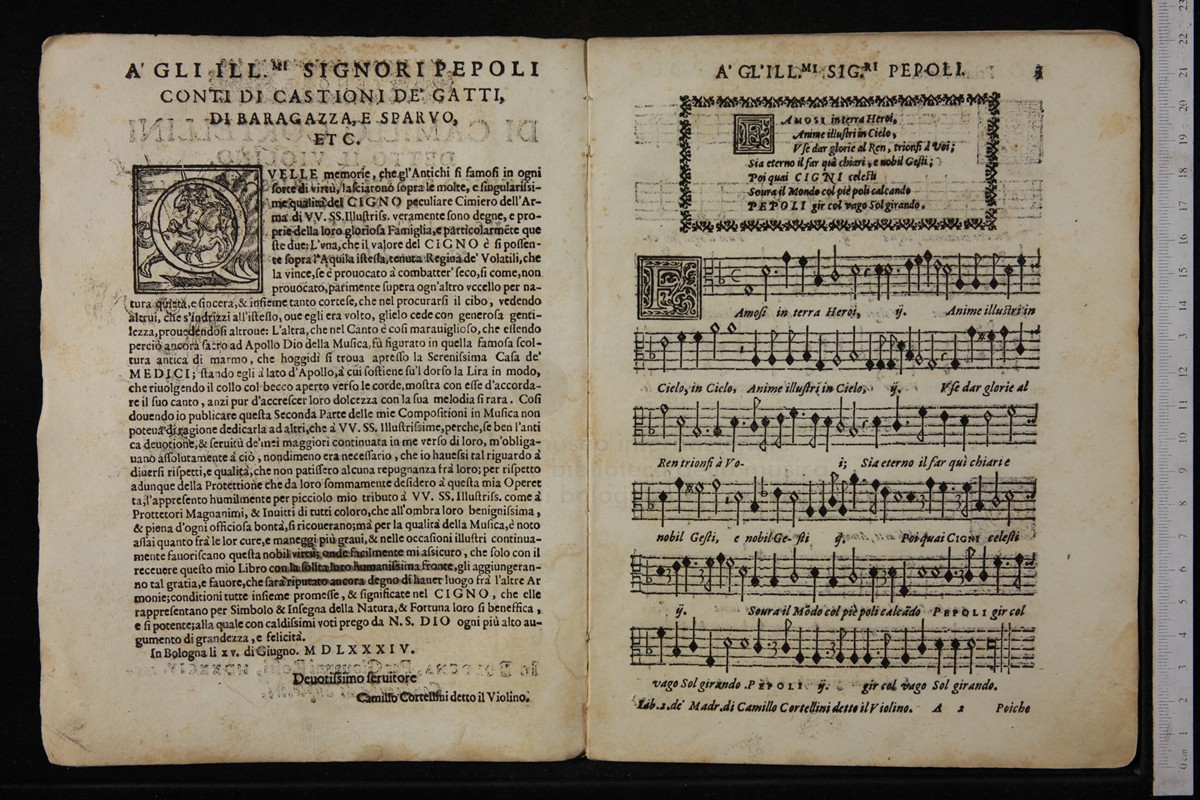 A' GLI ILL.MI SIGNORI PEPOLI
CONTI DI CASTIONI DE' GATTI,
DI BARAGAZZA, E SPARVO,
ETC.
QVELLE memorie, che gl'Antichi sì famosi in ogni
sorte di virtù, lasciarono sopra le molte, e singularissi-
me qualità del CIGNO peculiare Cimiero dell'Ar-
ma di VV. SS. Illustriss. veramente sono degne, e pro-
prie della loro gloriosa Famiglia, e particolarmēte que
ste due; L'vna, che il valore del CIGNO è sì possen-
te sopra l'Aquila istessa, tenuta Regina de' Volatili, che
la vince, se è prouocato à combatter' seco, sì come, non
prouocato, parimente supera ogn'altro vccello per na-
tura quieta, e sincera, & insieme tanto cortese, che nel procurarsi il cibo, vedendo
altrui, che s'indrizzi all'istesso, oue egli era volto, glielo cede con generosa genti-
lezza, prouedendosi altroue: L'altra, che nel Canto è così marauiglioso, che essendo
perciò ancora sacro ad Apollo Dio della Musica, fù figurato in quella famosa scol-
tura antica di marmo, che hoggidì si troua apresso la Serenissima Casa de'
MEDICI; stando egli à lato d'Apollo, à cui sostiene su'l dorso la Lira in modo,
che riuolgendo il collo col becco aperto verso le corde, mostra con esse d'accorda-
re il suo canto, anzi pur d'accrescer loro dolcezza con la sua melodia sì rara. Così
douendo io publicare questa Seconda Parte delle mie Compositioni in Musica non
poteua di ragione dedicarla ad altri, che à VV. SS. Illustrissime, perche, se ben l'anti
ca deuotione, & seruitù de' miei maggiori continuata in me verso di loro, m'obliga-
uano assolutamente à ciò, nondimeno era necessario, che io hauessi tal riguardo à
diuersi rispetti, e qualità, che non patissero alcuna repugnanza frà loro; per rispetto
adunque della Protettione che da loro sommamente desidero à questa mia Operet
ta, l'appresento humilmente per picciolo mio tributo à VV. SS. Illustriss. come à
Protettori Magnanimi, & Inuitti di tutti coloro, che all'ombra loro benignissima,
& piena d'ogni officiosa bontà, si ricouerano; mà per la qualità della Musica, è noto
assai quanto frà le lor cure, e maneggi più graui, & nelle occasioni illustri continua-
mente fauoriscano questa nobil virtù; onde facilmente mi assicuro, che solo con il
receuere questo mio Libro con la solita loro humanissima fronte, gli aggiungeran-
no tal gratia, e fauore, che sarà riputato ancora degno di hauer luogo frà l'altre Ar
monie; conditioni tutte insieme promesse, & significate nel CIGNO, che elle
rappresentano per Simbolo & Insegna della Natura, & Fortuna loro sì beneffica,
e sì potente; alla quale con caldissimi voti prego da N. S. DIO ogni più alto au-
gumento di grandezza, e felicità.
In Bologna li xv. di Giugno. MDLXXXIV.
Deuotissimo seruitore
Camillo Cortellini detto il Violino.
A' GL'ILL.MI SIG.RI PEPOLI. 3
FAMOSI in terra Heroi,
Anime illustri in Cielo,
Vse dar glorie al Ren, trionfi à Voi;
Sia eterno il far quì chiari, e nobil Gesti;
Poi quai CIGNI celesti
Soura il Mondo col piè poli calcando
PEPOLI gir col vago Sol girando.
FAmosi in terra Heroi, ij. Anime illustri in
Cielo, in Cielo, Anime illustri in Cielo, ij. Vse dar glorie al
Ren trionfi à Vo- i; Sia eterno il far quì chiari e
nobil Gesti, e nobil Ge- sti ij. Poi quai CIGNI celesti
ij. Soura il Mōdo col piè poli calcādo PEPOLI gir col
vago Sol girando. PEPOLI ij. gir col vago Sol girando.
Lib. 2. de' Madr. di Camillo Cortellini detto il Violino. A 2 Poiche